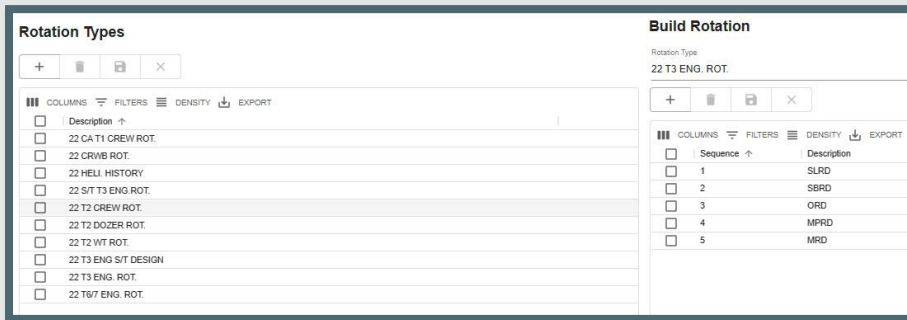 Rotation Types
COLUMNS FILTERS DENSITY EXPORT
Description
22 CA T1 CREW ROT.
22 CRWB ROT.
22 HELI. HISTORY
22 S/T T3 ENG.ROT.
22 T2 CREW ROT.
22 T2 DOZER ROT.
22 T2 WT ROT.
22 T3 ENG S/T DESIGN
22 T3 ENG. ROT.
22 T6/7 ENG. ROT.
Build Rotation
Rotation Type
22 T3 ENG. ROT.
COLUMNS FILTERS DENSITY EXPORT
Sequence Description
1 SLRD
2 SBRD
3 ORD
4 MPRD
5 MRD